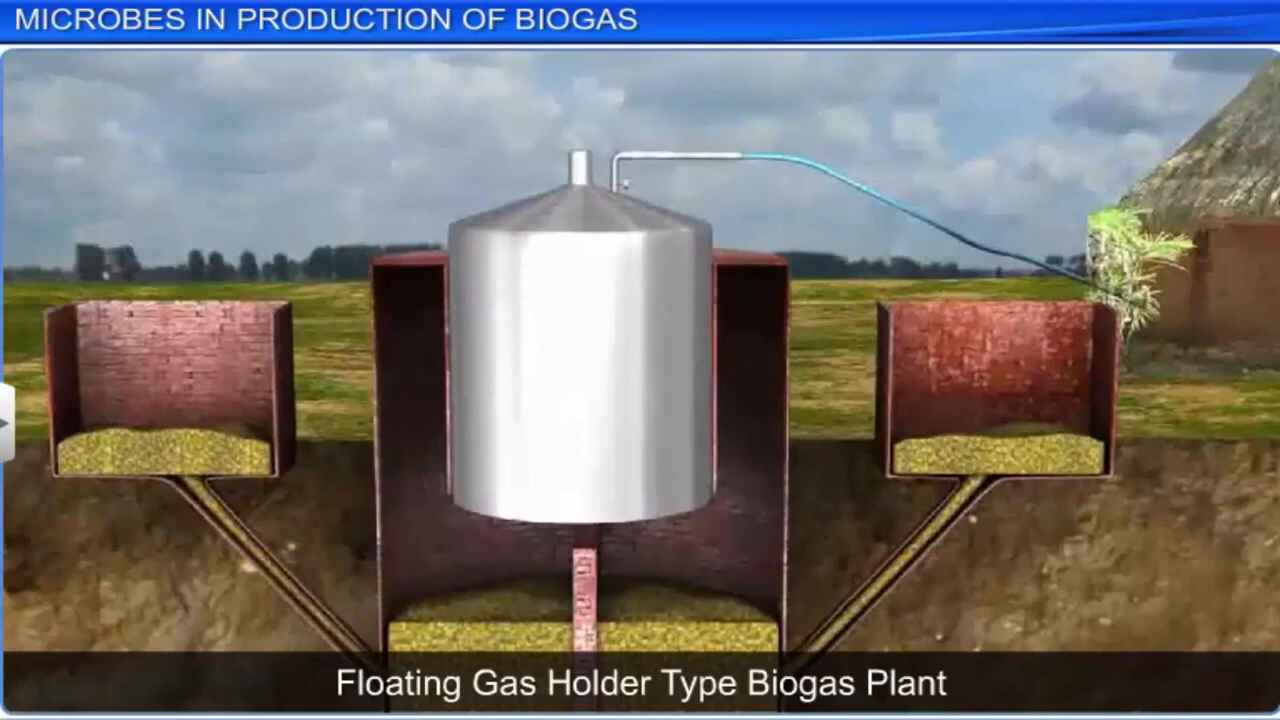 MICROBES IN PRODUCTION OF BIOGAS
Floating Gas Holder Type Biogas Plant